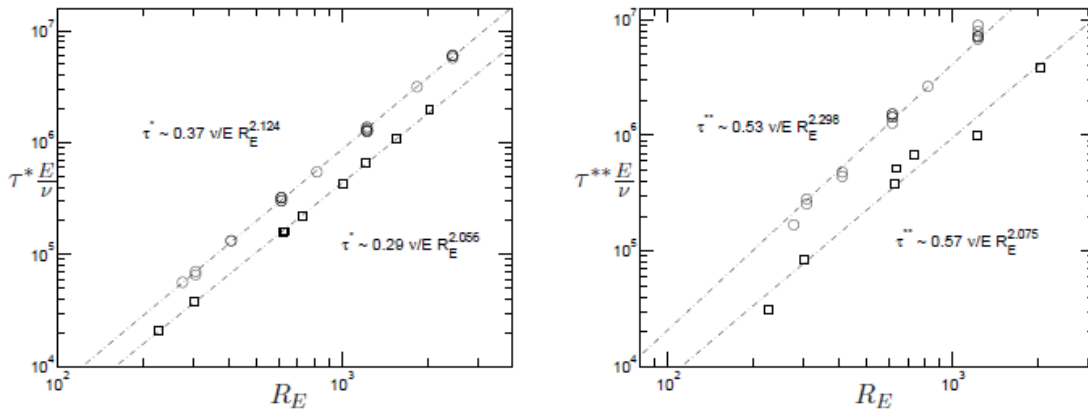 10^7
τ* ~ 0.37 ν/E R_E^2.124
10^6
τ* E/ν
τ* ~ 0.29 ν/E R_E^2.056
10^5
10^4
10^2
R_E
10^3
10^7
τ** ~ 0.53 ν/E R_E^2.298
10^6
τ** E/ν
τ** ~ 0.57 ν/E R_E^2.075
10^5
10^4
10^2
R_E
10^3